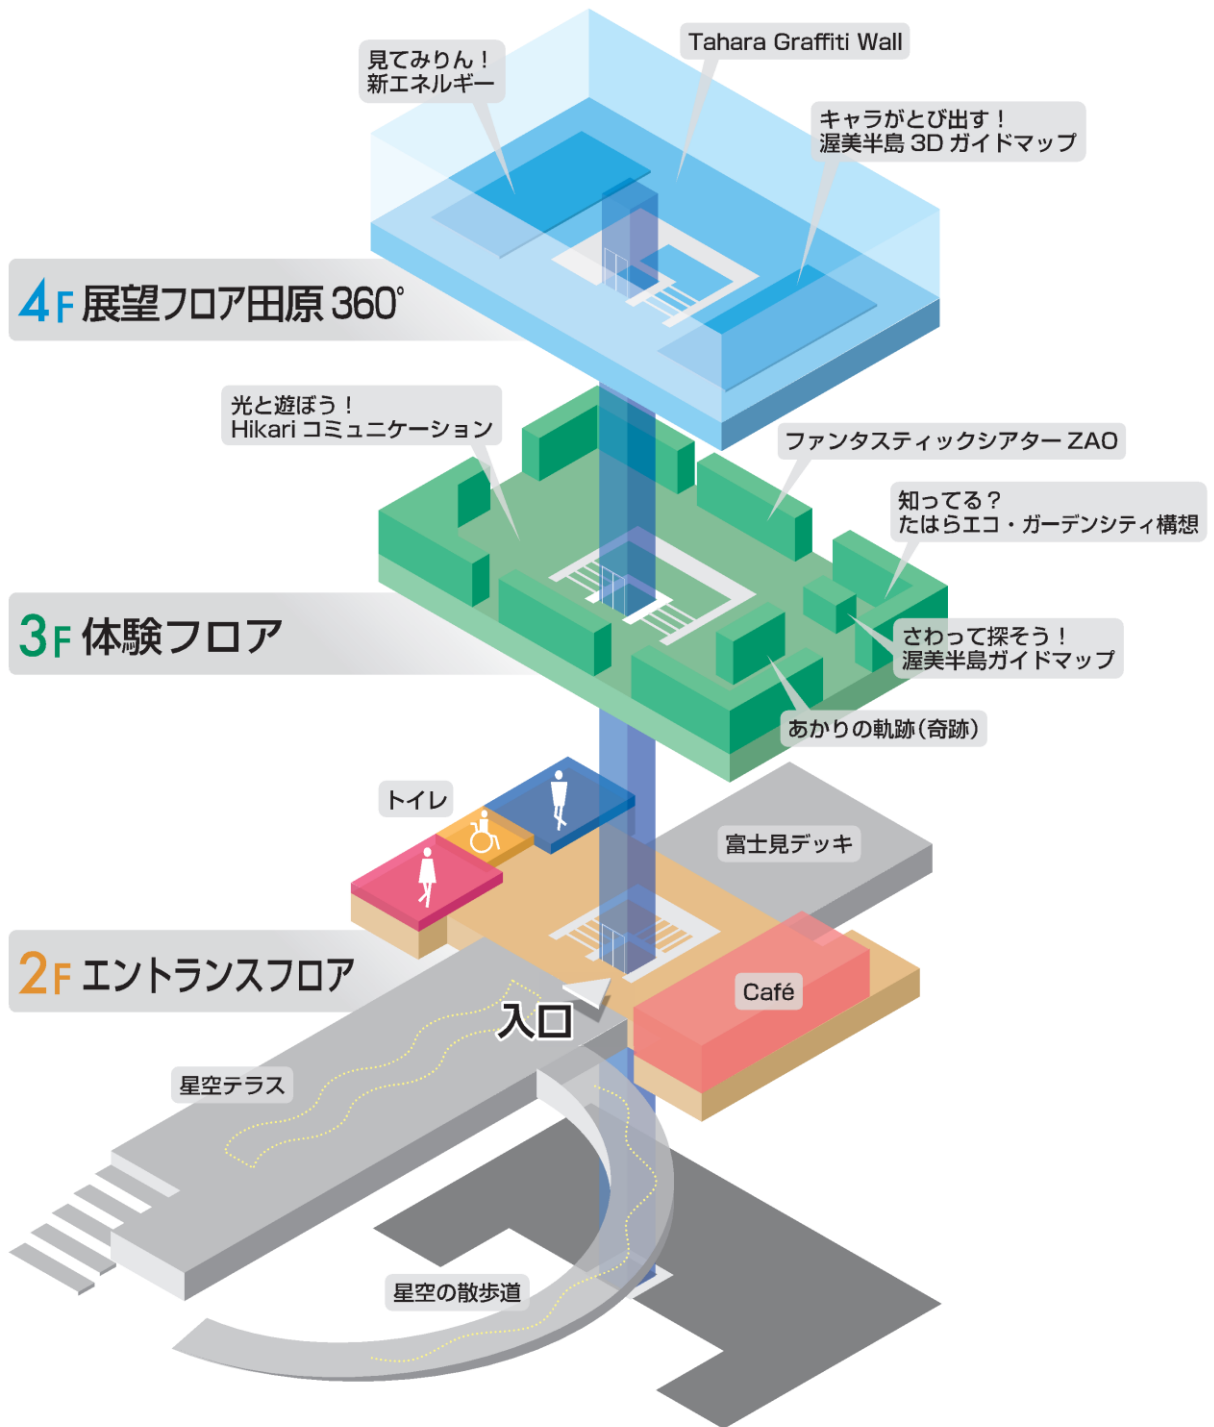 見てみりん！
新エネルギー
Tahara Graffiti Wall
キャラがとび出す！
渥美半島 3D ガイドマップ
4F 展望フロア田原 360°
光と遊ぼう！
Hikari コミュニケーション
ファンタスティックシアター ZAO
知ってる？
たはらエコ・ガーデンシティ構想
3F 体験フロア
さわって探そう！
渥美半島ガイドマップ
あかりの軌跡（奇跡）
トイレ
富士見デッキ
2F エントランスフロア
Café
入口
星空テラス
星空の散歩道